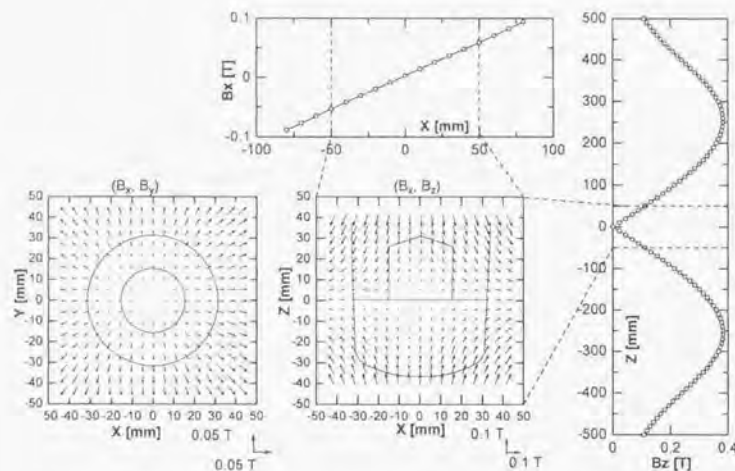 0.1
0
-0.1
Bx [T]
X [mm]
-100 -50 0 50 100
500
400
300
200
100
0
-100
-200
-300
-400
-500
Z [mm]
0 0.2 0.4
Bz [T]
(Bx, By)
50
40
30
20
10
0
-10
-20
-30
-40
-50
Y [mm]
-50 -40 -30 -20 -10 0 10 20 30 40 50
X [mm]
0.05 T
0.05 T
(Bx, Bz)
50
40
30
20
10
0
-10
-20
-30
-40
-50
Z [mm]
-50 -40 -30 -20 -10 0 10 20 30 40 50
X [mm]
0.1 T
0.1 T